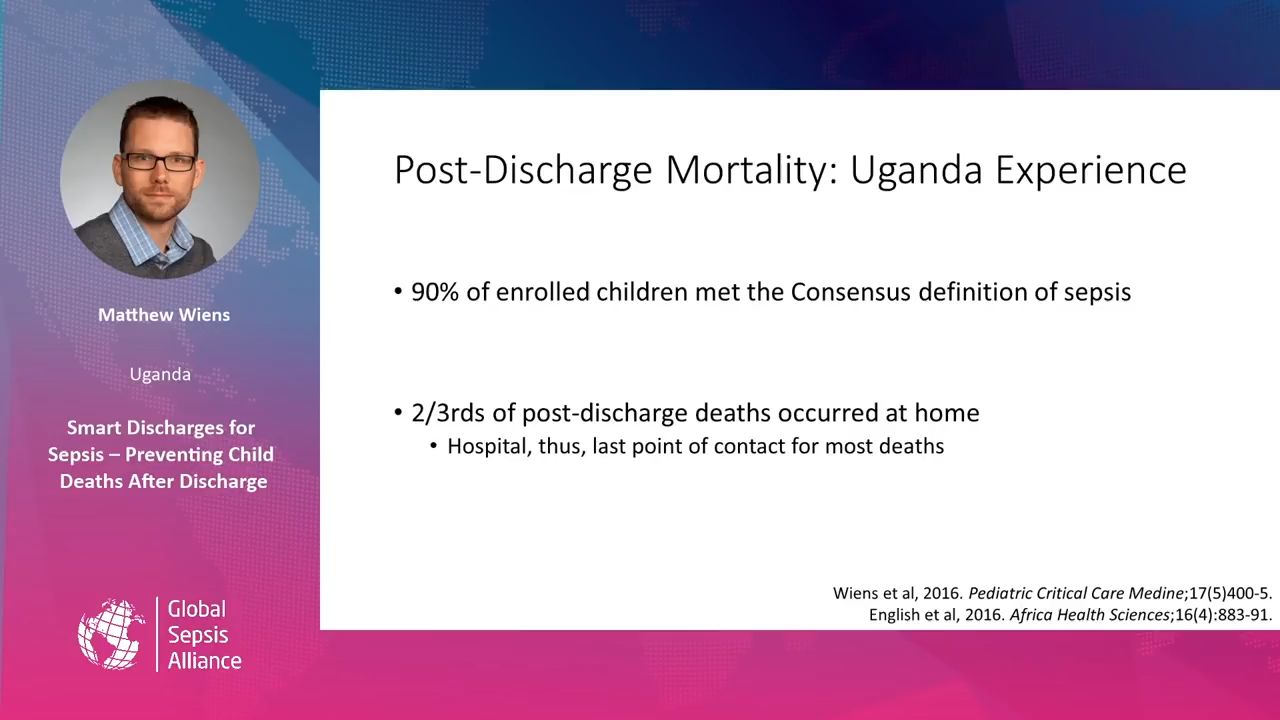 Matthew Wiens
Uganda
Smart Discharges for
Sepsis – Preventing Child
Deaths After Discharge
Global
Sepsis
Alliance
Post-Discharge Mortality: Uganda Experience
• 90% of enrolled children met the Consensus definition of sepsis
• 2/3rds of post-discharge deaths occurred at home
• Hospital, thus, last point of contact for most deaths
Wiens et al, 2016. Pediatric Critical Care Medine;17(5)400-5.
English et al, 2016. Africa Health Sciences;16(4):883-91.